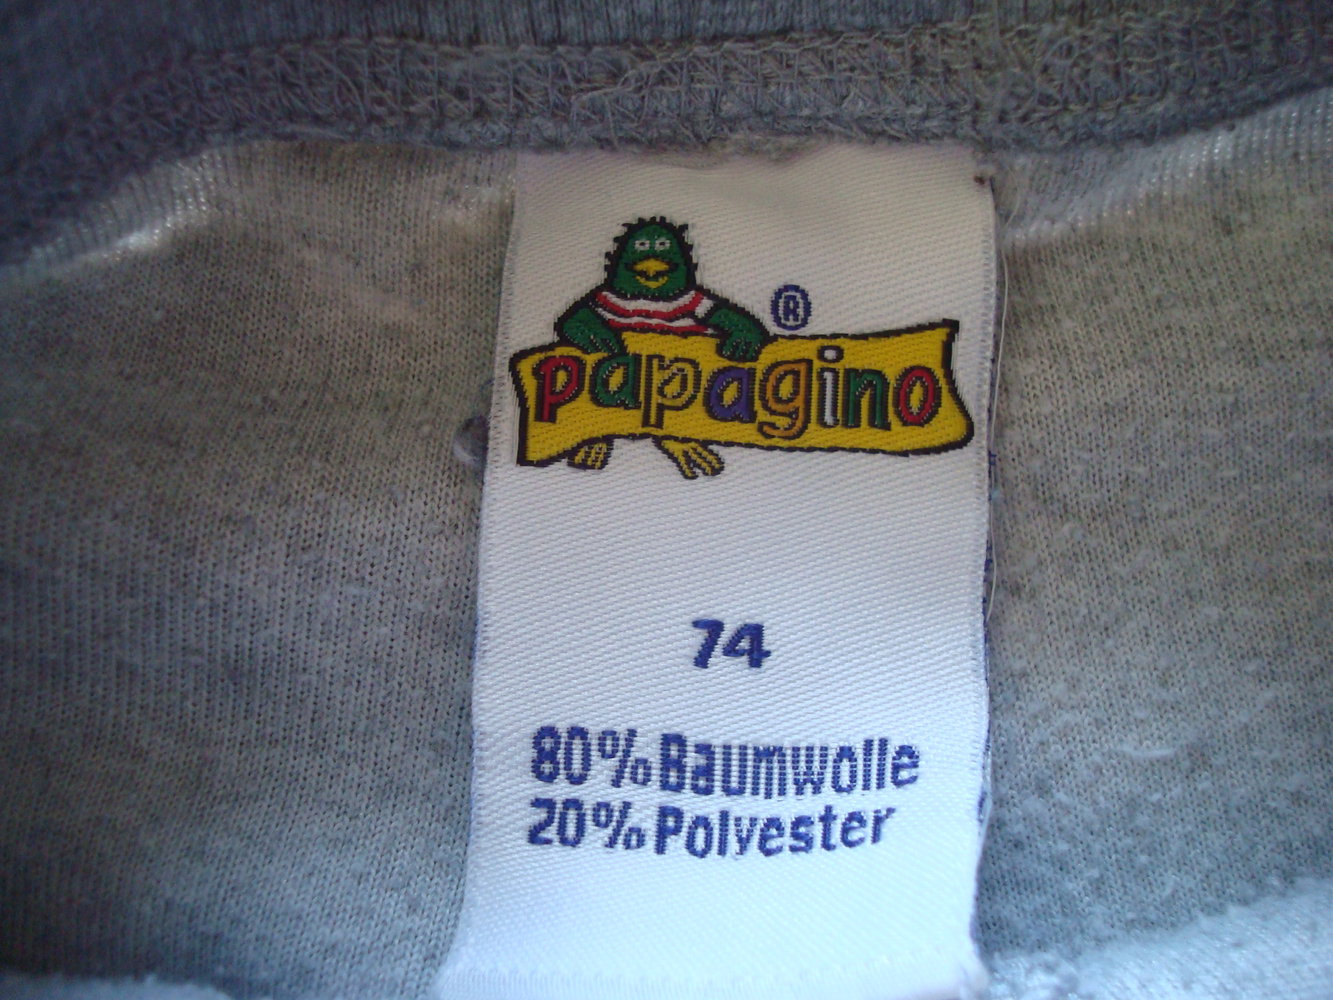 ®
papagino
74
80% Baumwolle
20% Polyester